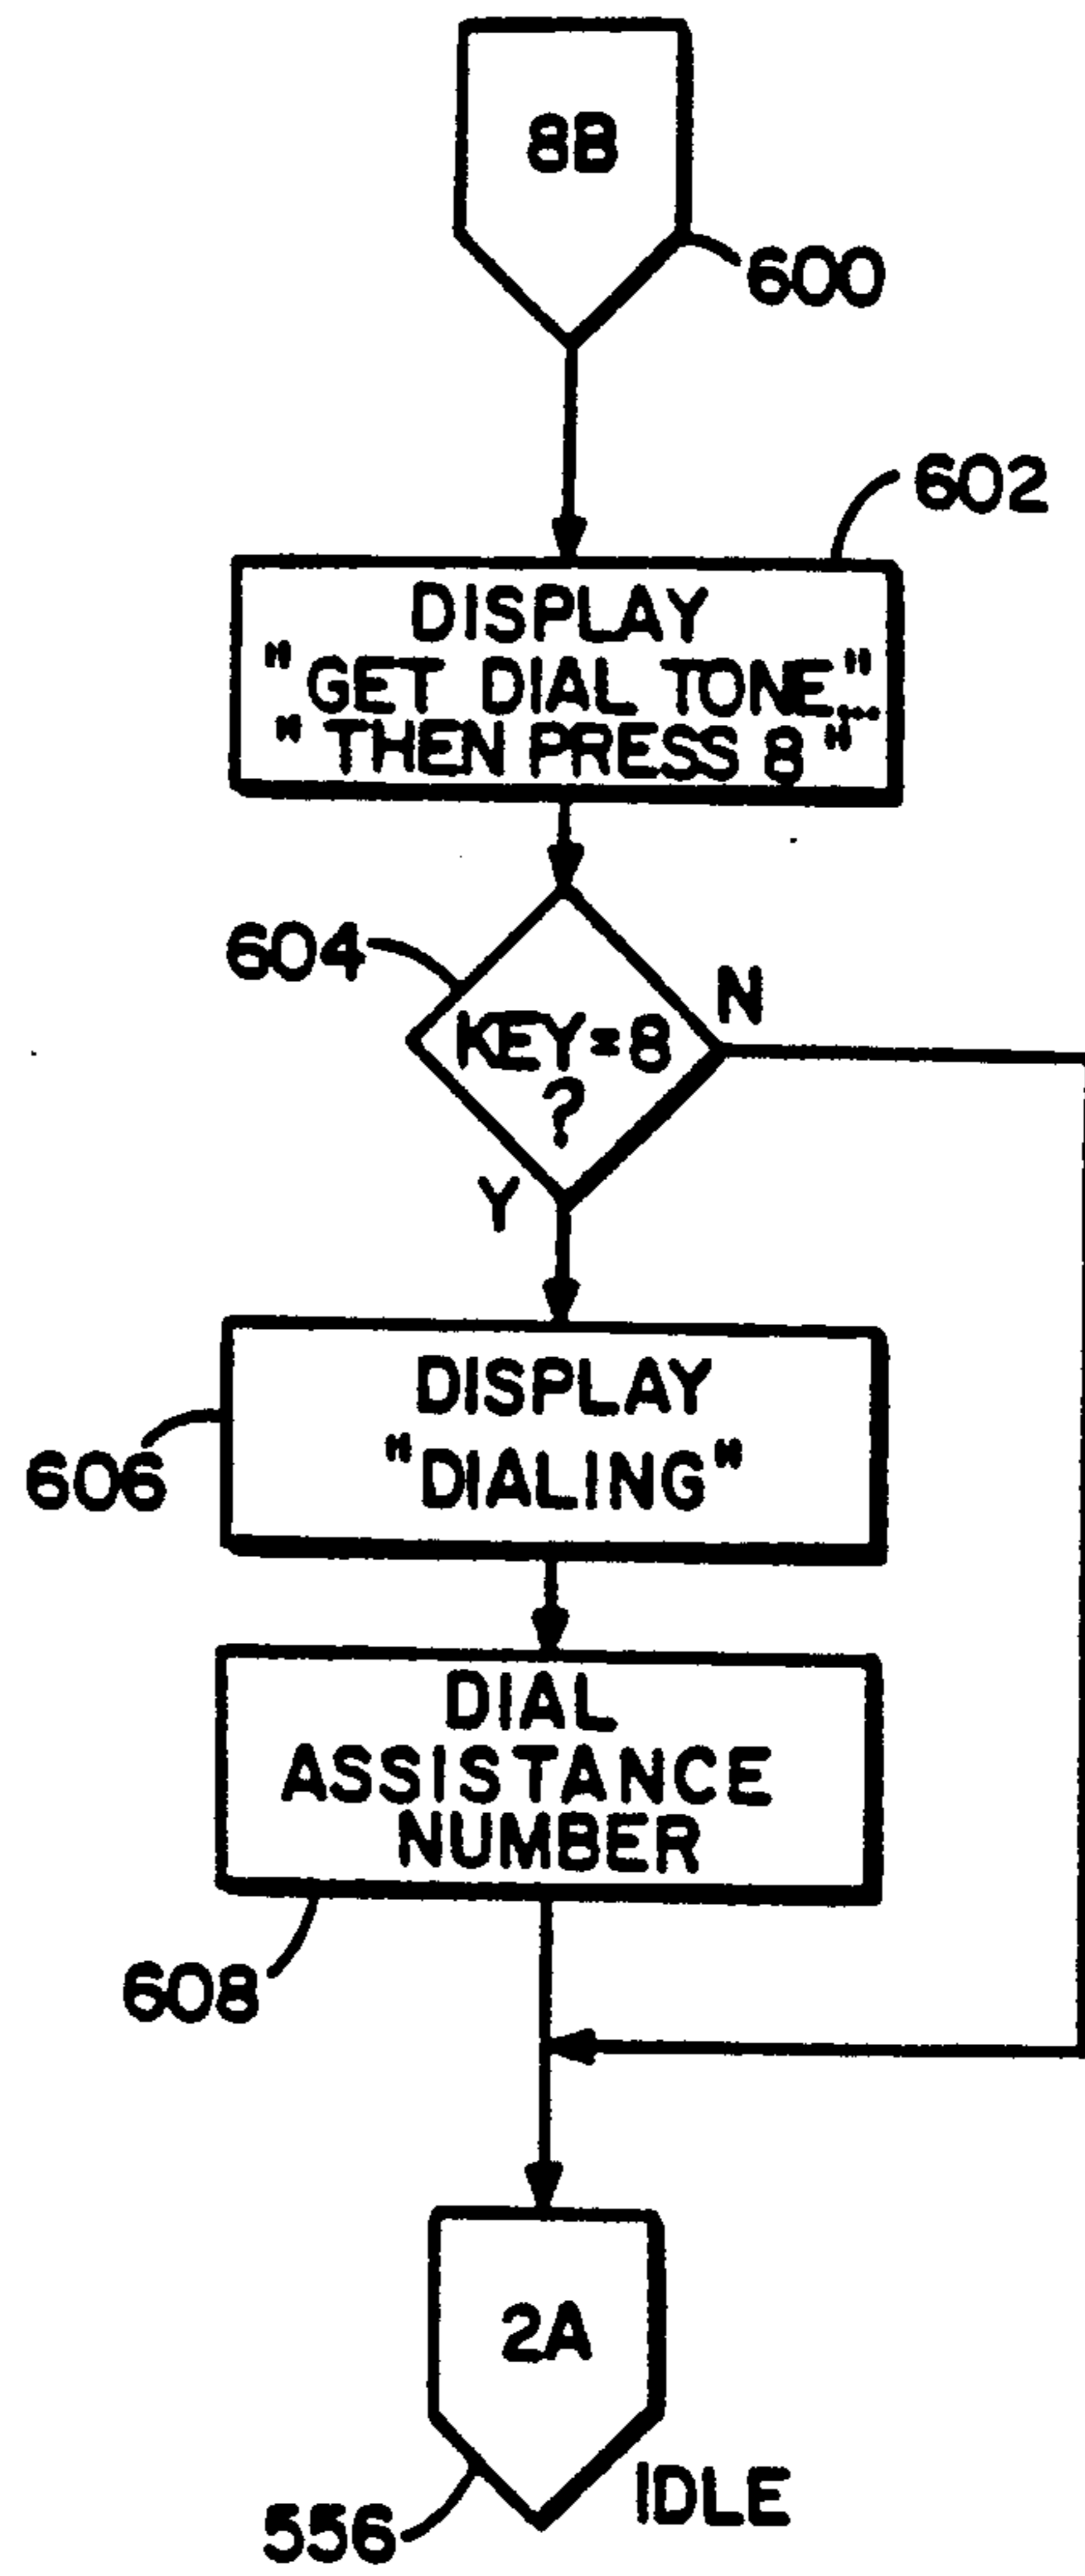 8B
600
602
DISPLAY
"GET DIAL TONE..."
"THEN PRESS 8"
604
N
KEY=8
?
Y
DISPLAY
"DIALING"
606
DIAL
ASSISTANCE
NUMBER
608
2A
IDLE
556